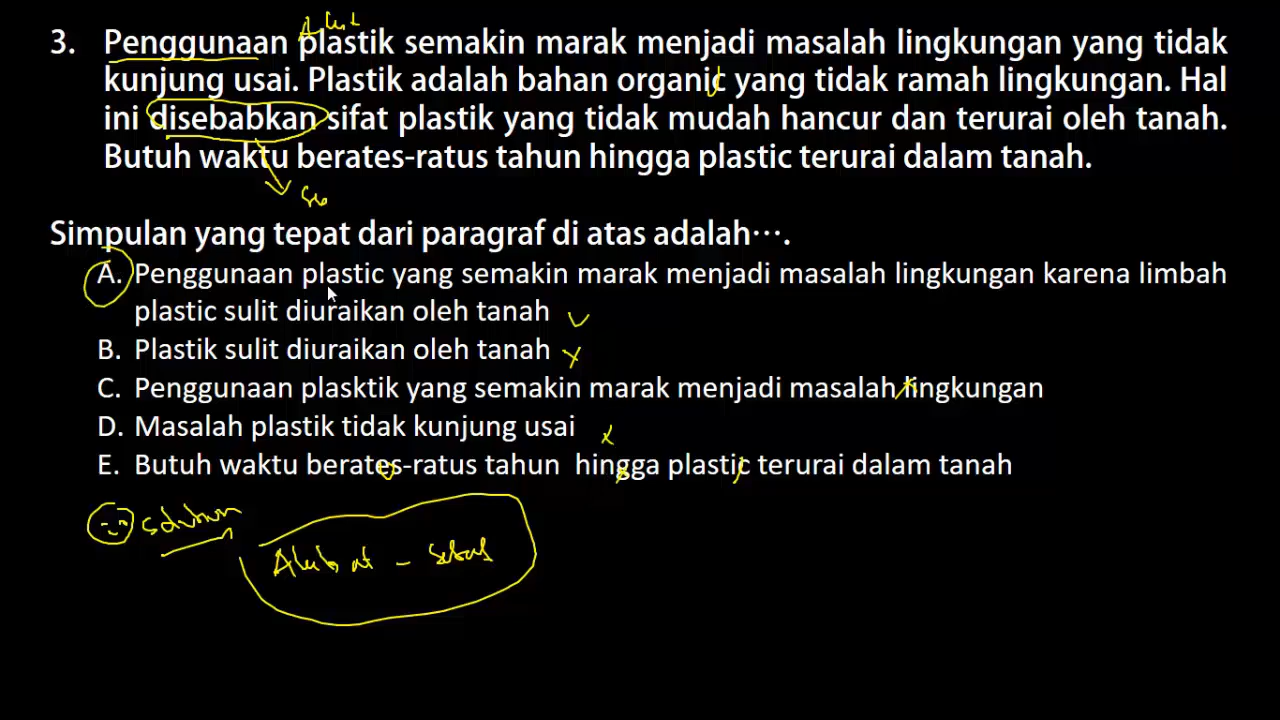 3. Penggunaan plastik semakin marak menjadi masalah lingkungan yang tidak
kunjung usai. Plastik adalah bahan organic yang tidak ramah lingkungan. Hal
ini disebabkan sifat plastik yang tidak mudah hancur dan terurai oleh tanah.
Butuh waktu berates-ratus tahun hingga plastic terurai dalam tanah.
Simpulan yang tepat dari paragraf di atas adalah….
A. Penggunaan plastic yang semakin marak menjadi masalah lingkungan karena limbah
plastic sulit diuraikan oleh tanah
B. Plastik sulit diuraikan oleh tanah
C. Penggunaan plasktik yang semakin marak menjadi masalah lingkungan
D. Masalah plastik tidak kunjung usai
E. Butuh waktu berates-ratus tahun hingga plastic terurai dalam tanah
Akibat - sebab